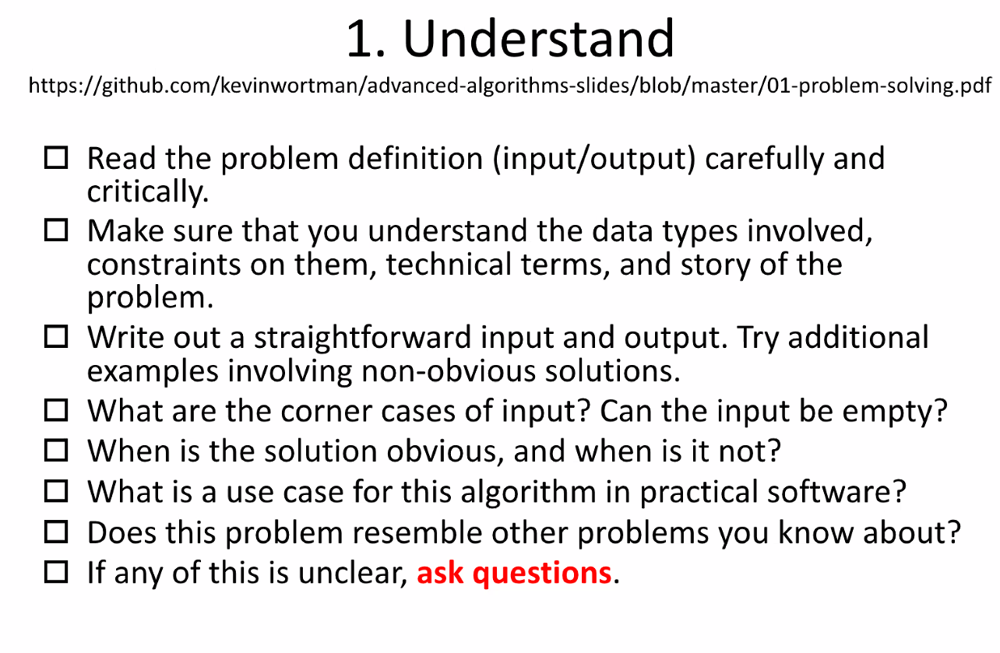 1. Understand
https://github.com/kevinwortman/advanced-algorithms-slides/blob/master/01-problem-solving.pdf
☐ Read the problem definition (input/output) carefully and
critically.
☐ Make sure that you understand the data types involved,
constraints on them, technical terms, and story of the
problem.
☐ Write out a straightforward input and output. Try additional
examples involving non-obvious solutions.
☐ What are the corner cases of input? Can the input be empty?
☐ When is the solution obvious, and when is it not?
☐ What is a use case for this algorithm in practical software?
☐ Does this problem resemble other problems you know about?
☐ If any of this is unclear, ask questions.